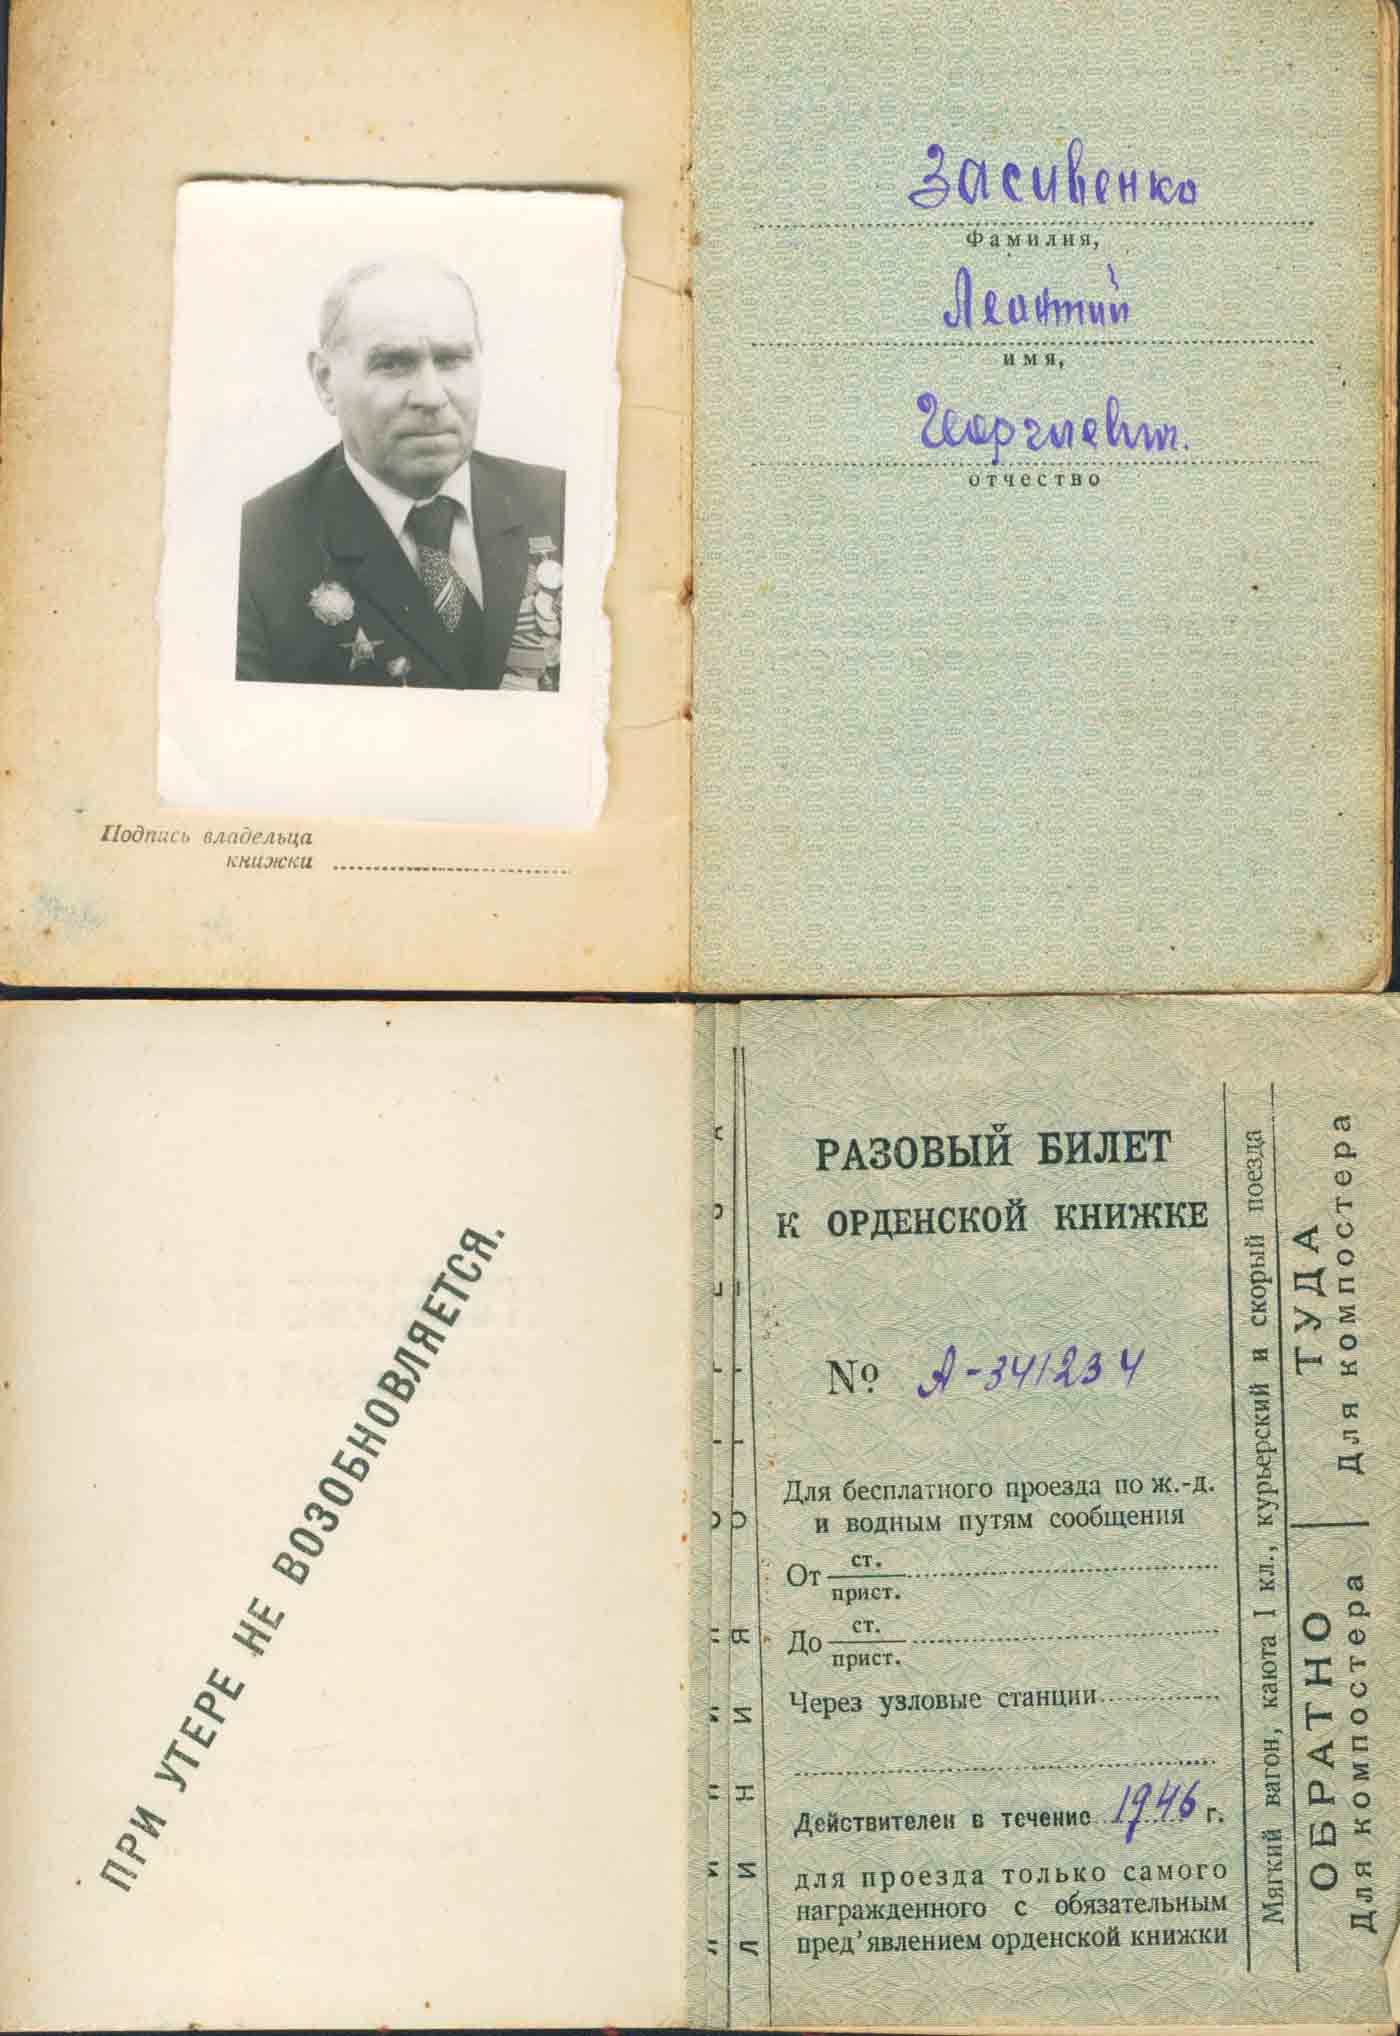 Засивенко
Фамилия,
Леонтий
имя,
Георгиевич.
отчество
Подпись владельца
книжки
ПРИ УТЕРЕ НЕ ВОЗОБНОВЛЯЕТСЯ.
РАЗОВЫЙ БИЛЕТ
К ОРДЕНСКОЙ КНИЖКЕ
№ А-341234
Для бесплатного проезда по ж.-д.
и водным путям сообщения
От ст.
прист.
До ст.
прист.
Через узловые станции
Действителен в течение 1946 г.
для проезда только самого
награжденного с обязательным
пред'явлением орденской книжки
ЛИНИЯ
Мягкий вагон, каюта I кл., курьерский и скорый поезда
ОБРАТНО
Для компостера
ТУДА
Для компостера